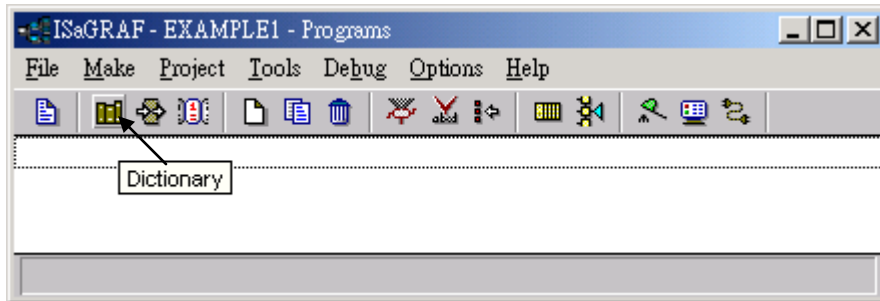 ISaGRAF - EXAMPLE1 - Programs
File Make Project Tools Debug Options Help
Dictionary